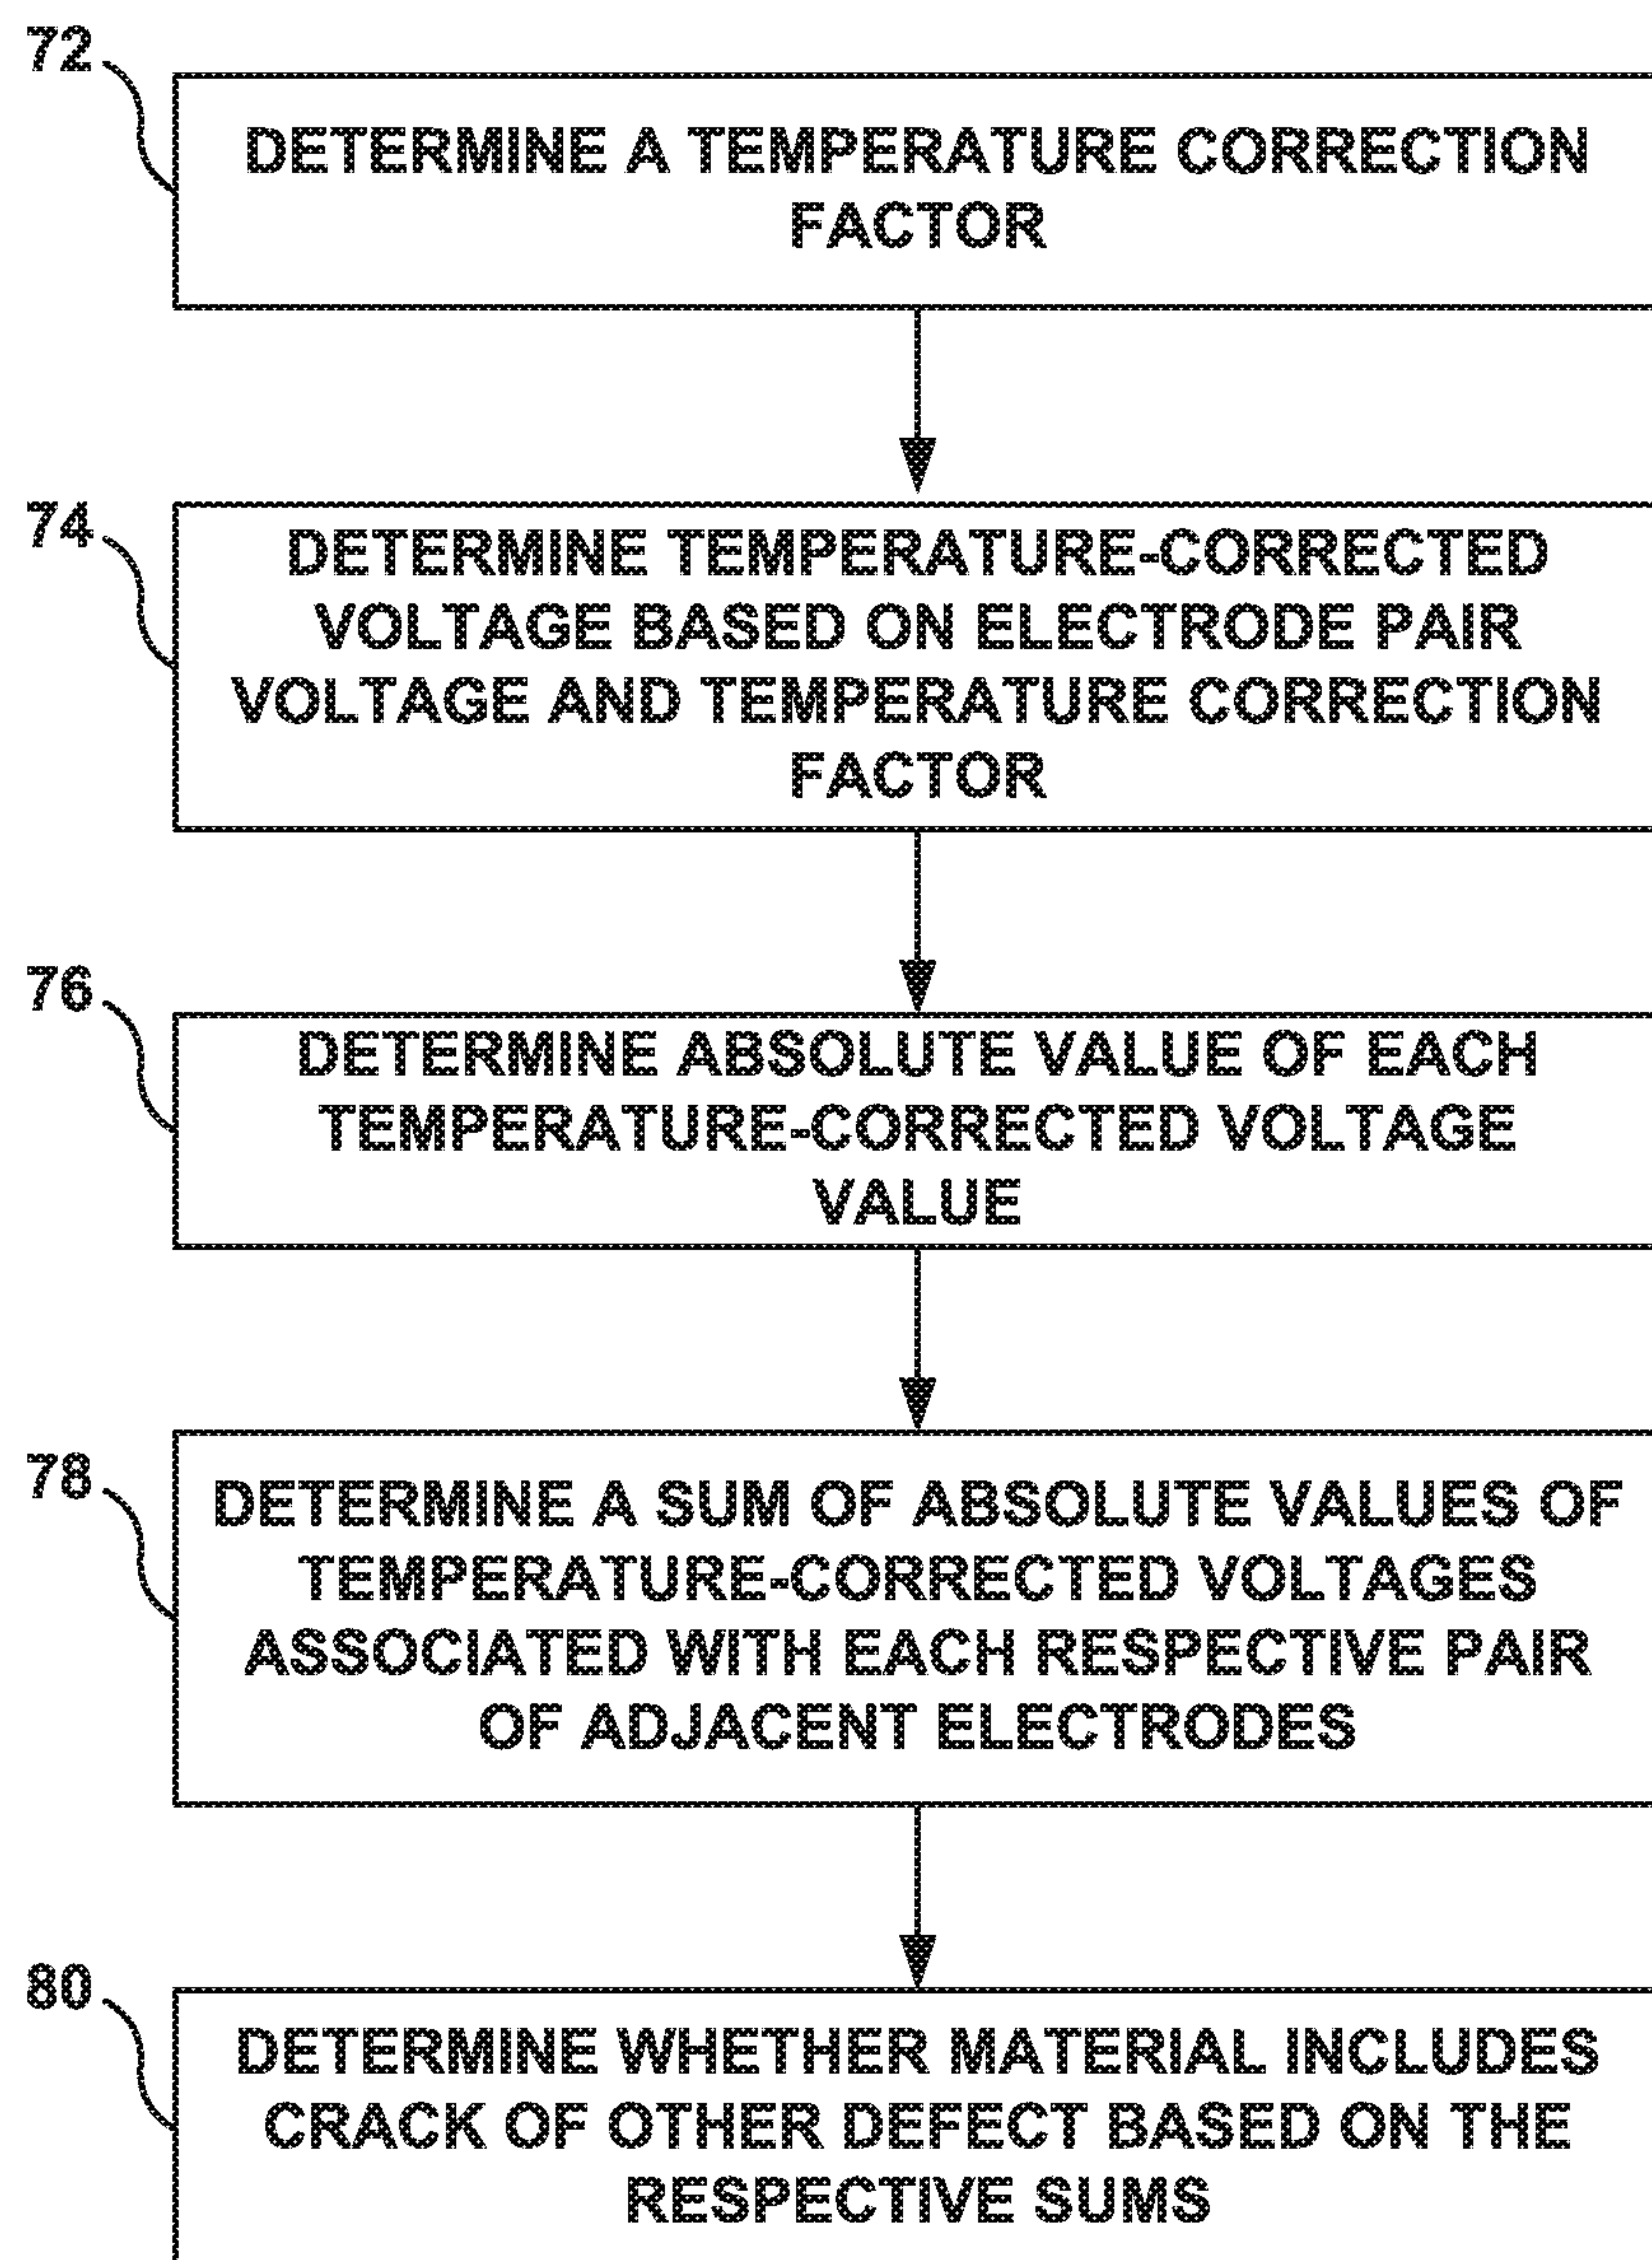 72
DETERMINE A TEMPERATURE CORRECTION
FACTOR
74
DETERMINE TEMPERATURE-CORRECTED
VOLTAGE BASED ON ELECTRODE PAIR
VOLTAGE AND TEMPERATURE CORRECTION
FACTOR
76
DETERMINE ABSOLUTE VALUE OF EACH
TEMPERATURE-CORRECTED VOLTAGE
VALUE
78
DETERMINE A SUM OF ABSOLUTE VALUES OF
TEMPERATURE-CORRECTED VOLTAGES
ASSOCIATED WITH EACH RESPECTIVE PAIR
OF ADJACENT ELECTRODES
80
DETERMINE WHETHER MATERIAL INCLUDES
CRACK OF OTHER DEFECT BASED ON THE
RESPECTIVE SUMS